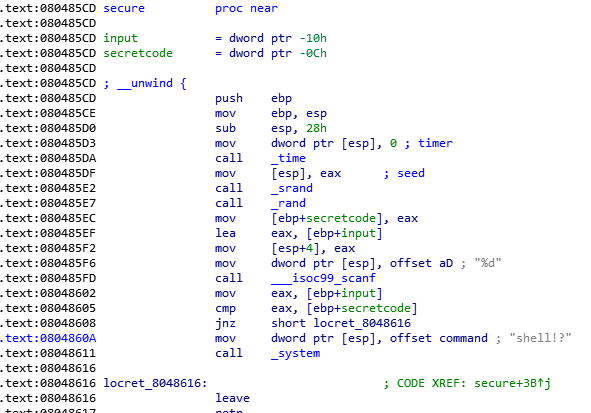 .text:080485CD secure proc near
.text:080485CD
.text:080485CD input = dword ptr -10h
.text:080485CD secretcode = dword ptr -0Ch
.text:080485CD
.text:080485CD ; __unwind {
.text:080485CD push ebp
.text:080485CE mov ebp, esp
.text:080485D0 sub esp, 28h
.text:080485D3 mov dword ptr [esp], 0 ; timer
.text:080485DA call _time
.text:080485DF mov [esp], eax ; seed
.text:080485E2 call _srand
.text:080485E7 call _rand
.text:080485EC mov [ebp+secretcode], eax
.text:080485EF lea eax, [ebp+input]
.text:080485F2 mov [esp+4], eax
.text:080485F6 mov dword ptr [esp], offset aD ; "%d"
.text:080485FD call ___isoc99_scanf
.text:08048602 mov eax, [ebp+input]
.text:08048605 cmp eax, [ebp+secretcode]
.text:08048608 jnz short locret_8048616
.text:0804860A mov dword ptr [esp], offset command ; "shell!?"
.text:08048611 call _system
.text:08048616
.text:08048616 locret_8048616: ; CODE XREF: secure+3B↑j
.text:08048616 leave
.text:08048617 retn